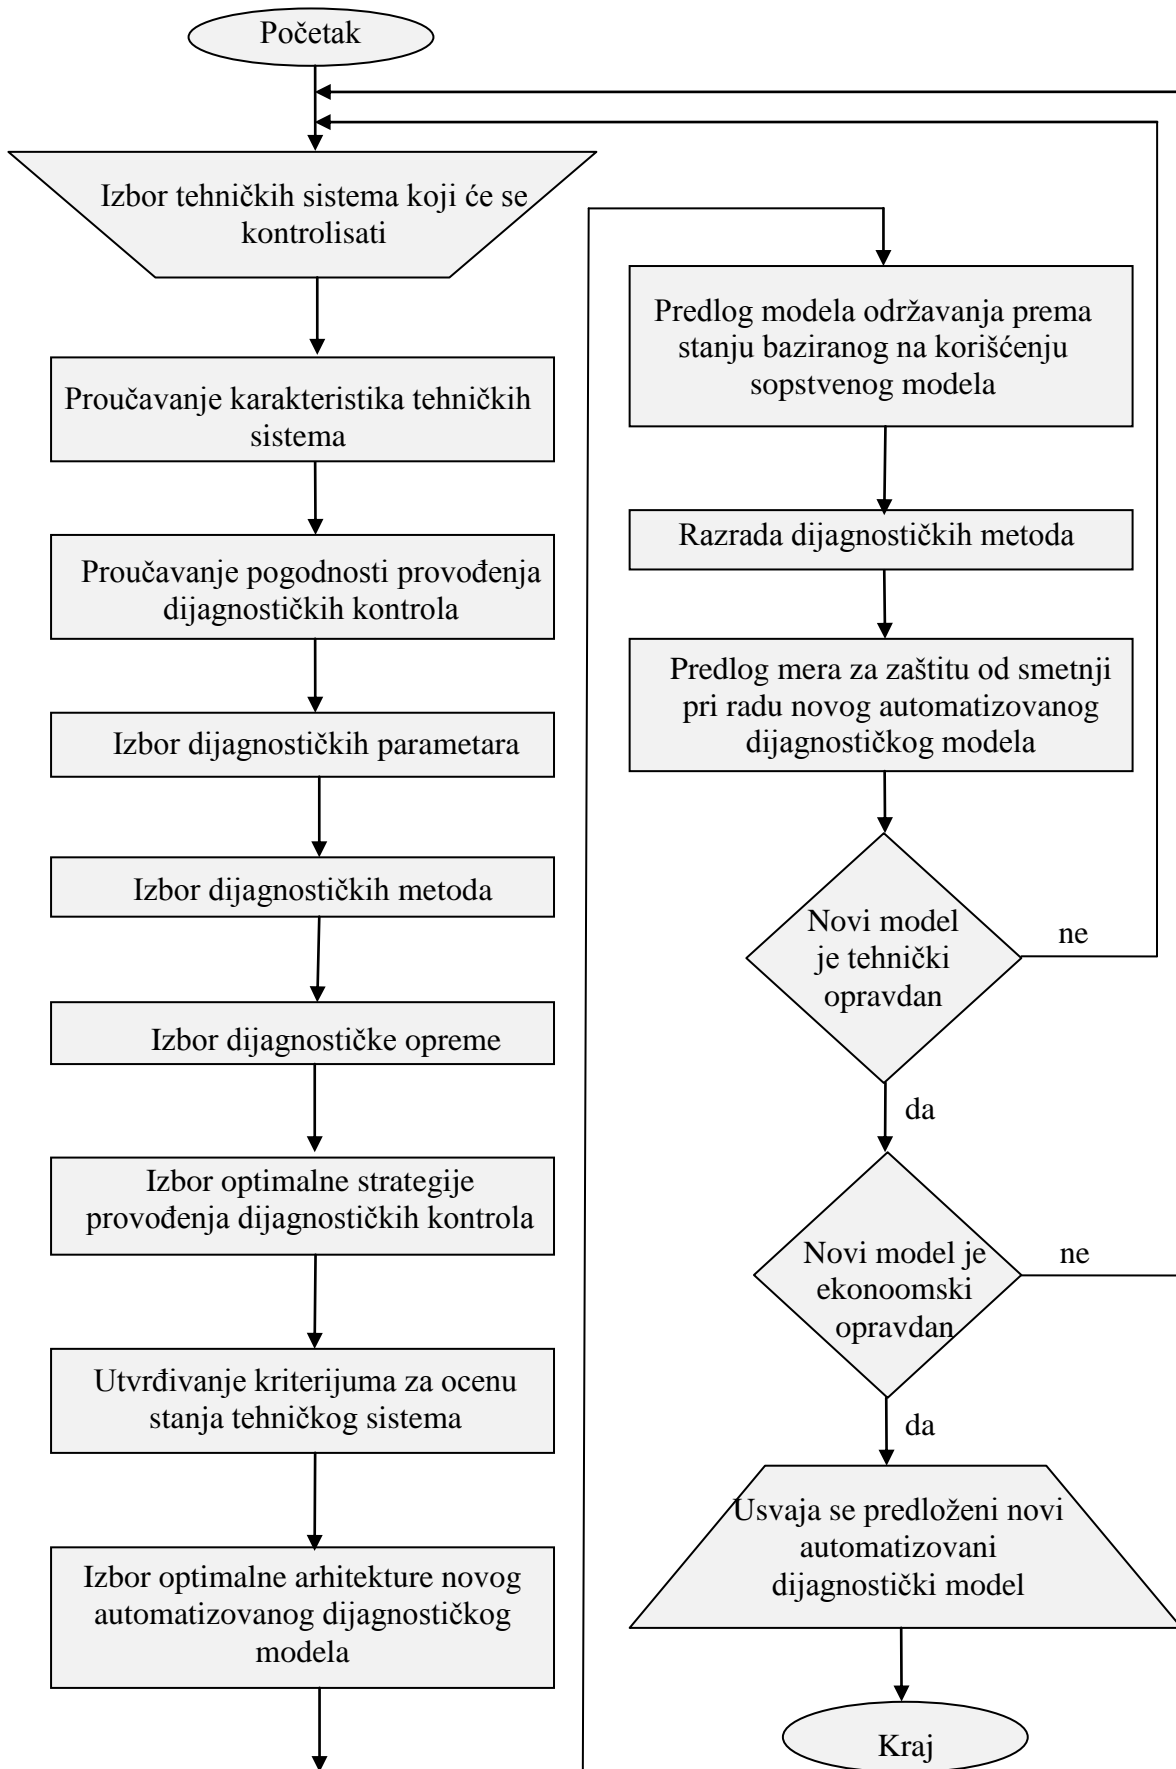 Početak
Izbor tehničkih sistema koji će se
kontrolisati
Proučavanje karakteristika tehničkih
sistema
Proučavanje pogodnosti provođenja
dijagnostičkih kontrola
Izbor dijagnostičkih parametara
Izbor dijagnostičkih metoda
Izbor dijagnostičke opreme
Izbor optimalne strategije
provođenja dijagnostičkih kontrola
Utvrđivanje kriterijuma za ocenu
stanja tehničkog sistema
Izbor optimalne arhitekture novog
automatizovanog dijagnostičkog
modela
Predlog modela održavanja prema
stanju baziranog na korišćenju
sopstvenog modela
Razrada dijagnostičkih metoda
Predlog mera za zaštitu od smetnji
pri radu novog automatizovanog
dijagnostičkog modela
Novi model
je tehnički
opravdan
ne
da
Novi model je
ekonoomski
opravdan
ne
da
Usvaja se predloženi novi
automatizovani
dijagnostički model
Kraj